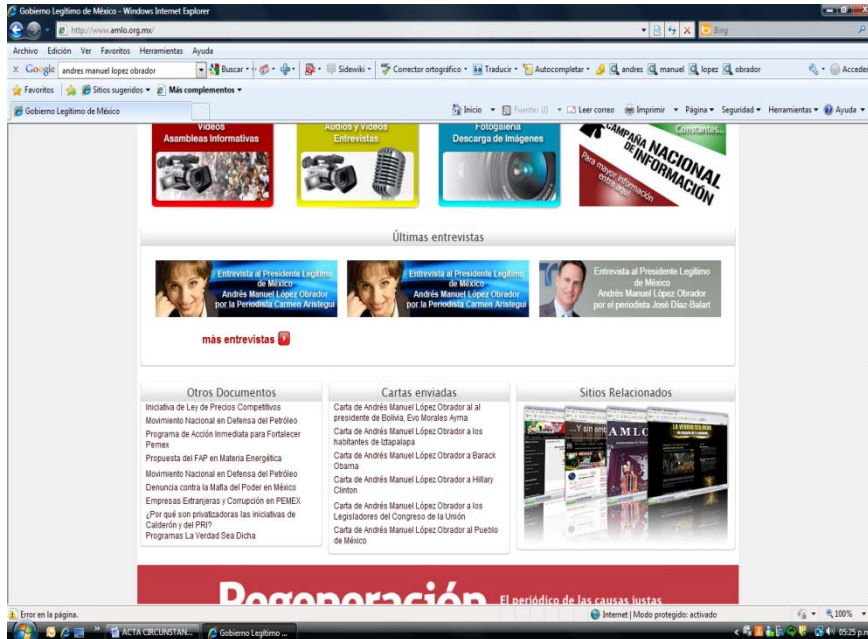 Gobierno Legítimo de México - Windows Internet Explorer
http://www.amlo.org.mx/
Bing
Archivo Edición Ver Favoritos Herramientas Ayuda
x Google andres manuel lopez obrador Buscar Sidewiki Corrector ortográfico Traducir Autocompletar andres manuel lopez obrador Acceder
Favoritos Sitios sugeridos Más complementos
Gobierno Legítimo de México
Inicio Fuentes (0) Leer correo Imprimir Página Seguridad Herramientas Ayuda
Videos
Asambleas Informativas
Audios y Videos
Entrevistas
Fotogalería
Descarga de Imágenes
Constantes...
CAMPAÑA NACIONAL
DE INFORMACIÓN
Para mayor información
entra aquí
Últimas entrevistas
Entrevista al Presidente Legítimo
de México
Andrés Manuel López Obrador
por la Periodista Carmen Aristegui
Entrevista al Presidente Legítimo
de México
Andrés Manuel López Obrador
por la Periodista Carmen Aristegui
Entrevista al Presidente Legítimo
de México
Andrés Manuel López Obrador
por el periodista José Díaz-Balart
más entrevistas
Otros Documentos
Iniciativa de Ley de Precios Competitivos
Movimiento Nacional en Defensa del Petróleo
Programa de Acción Inmediata para Fortalecer
Pemex
Propuesta del FAP en Materia Energética
Movimiento Nacional en Defensa del Petróleo
Denuncia contra la Mafia del Poder en México
Empresas Extranjeras y Corrupción en PEMEX
¿Por qué son privatizadoras las iniciativas de
Calderón y del PRI?
Programas La Verdad Sea Dicha
Cartas enviadas
Carta de Andrés Manuel López Obrador al al
presidente de Bolivia, Evo Morales Ayma
Carta de Andrés Manuel López Obrador a los
habitantes de Iztapalapa
Carta de Andrés Manuel López Obrador a Barack
Obama
Carta de Andrés Manuel López Obrador a Hillary
Clinton
Carta de Andrés Manuel López Obrador a los
Legisladores del Congreso de la Unión
Carta de Andrés Manuel López Obrador al Pueblo
de México
Sitios Relacionados
...Y sin emb
AMLO
LA VERDAD SEA DICHA
Regeneración El periódico de las causas justas
Error en la página.
Internet | Modo protegido: activado
100%
ACTA CIRCUNSTAN...
Gobierno Legítimo ...
05:25 p.m.